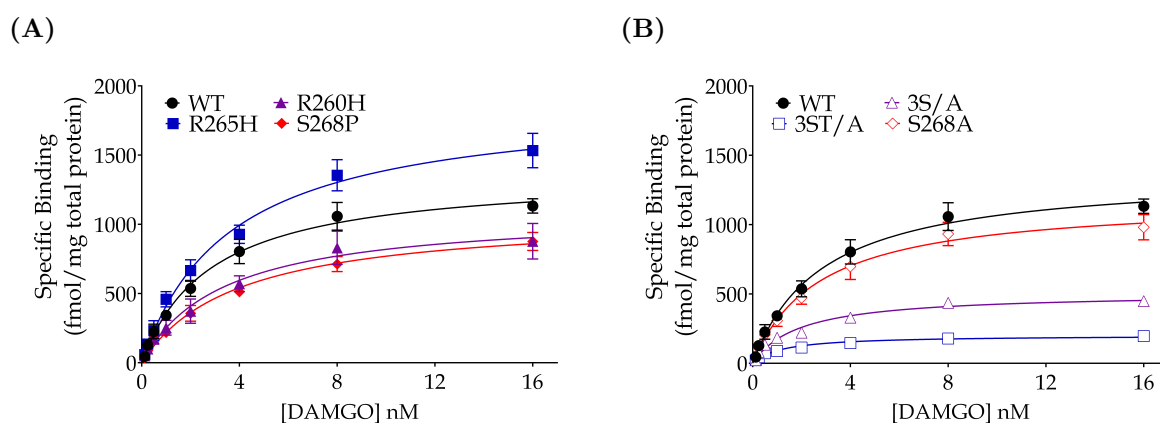 (A)
Specific Binding
(fmol/mg total protein)
2000
1500
1000
500
0
WT
R260H
R265H
S268P
0
4
8
12
16
[DAMGO] nM
(B)
Specific Binding
(fmol/mg total protein)
2000
1500
1000
500
0
WT
3S/A
3ST/A
S268A
0
4
8
12
16
[DAMGO] nM